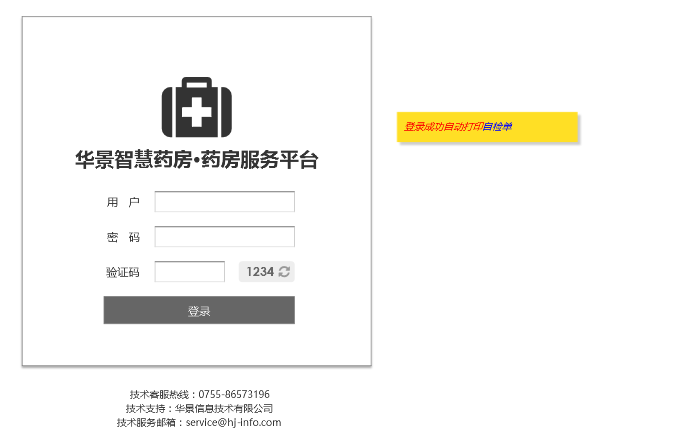 华景智慧药房•药房服务平台
用 户
密 码
验证码
1234
登录
登录成功自动打印自检单
技术客服热线：0755-86573196
技术支持：华景信息技术有限公司
技术服务邮箱：service@hj-info.com